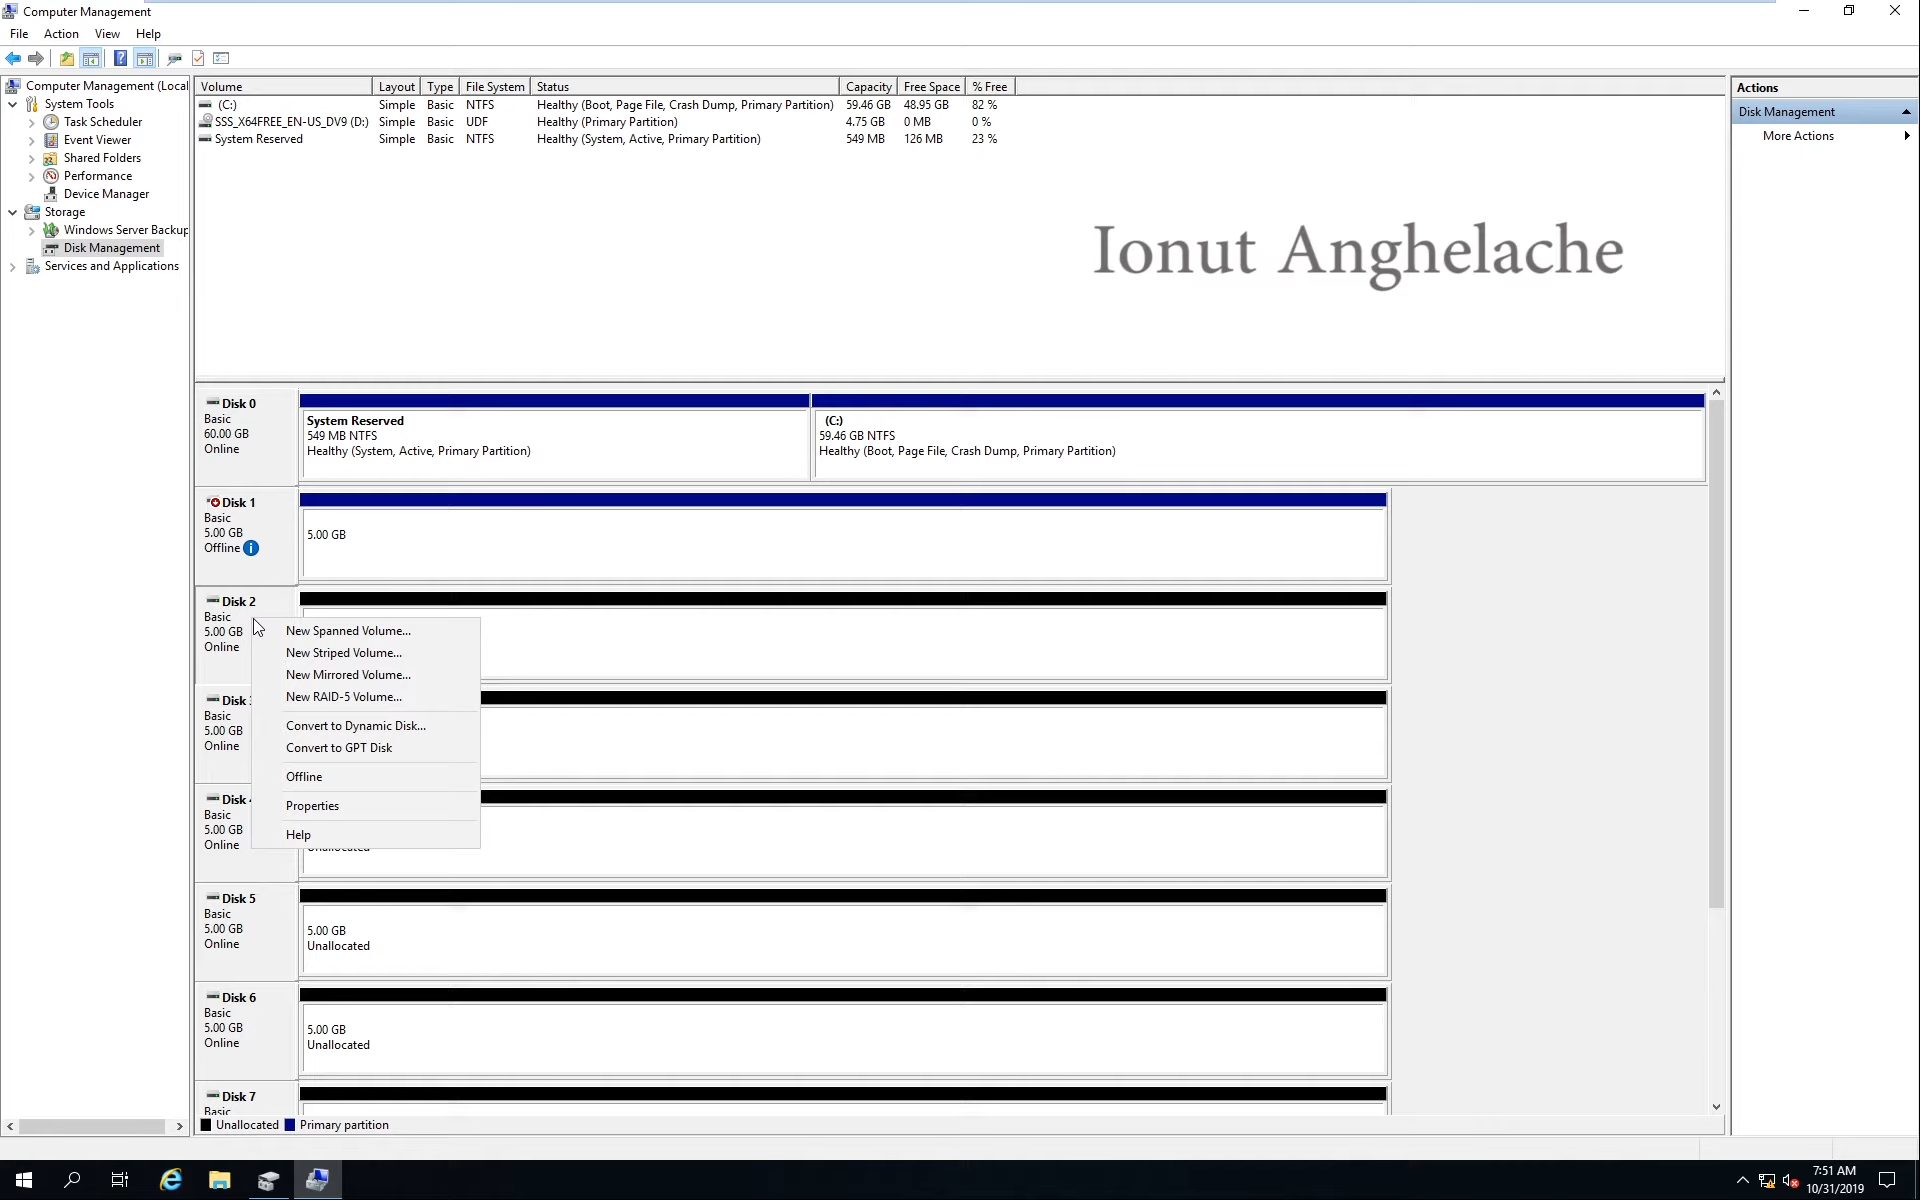 Computer Management
File Action View Help
Computer Management (Local
System Tools
Task Scheduler
Event Viewer
Shared Folders
Performance
Device Manager
Storage
Windows Server Backup
Disk Management
Services and Applications
Volume Layout Type File System Status Capacity Free Space % Free
(C:) Simple Basic NTFS Healthy (Boot, Page File, Crash Dump, Primary Partition) 59.46 GB 48.95 GB 82 %
SSS_X64FREE_EN-US_DV9 (D:) Simple Basic UDF Healthy (Primary Partition) 4.75 GB 0 MB 0 %
System Reserved Simple Basic NTFS Healthy (System, Active, Primary Partition) 549 MB 126 MB 23 %
Ionut Anghelache
Actions
Disk Management
More Actions
Disk 0
Basic
60.00 GB
Online
System Reserved
549 MB NTFS
Healthy (System, Active, Primary Partition)
(C:)
59.46 GB NTFS
Healthy (Boot, Page File, Crash Dump, Primary Partition)
Disk 1
Basic
5.00 GB
Offline
5.00 GB
Disk 2
Basic
5.00 GB
Online
New Spanned Volume...
New Striped Volume...
New Mirrored Volume...
New RAID-5 Volume...
Convert to Dynamic Disk...
Convert to GPT Disk
Offline
Properties
Help
Disk
Basic
5.00 GB
Online
Disk
Basic
5.00 GB
Online
Unallocated
Disk 5
Basic
5.00 GB
Online
5.00 GB
Unallocated
Disk 6
Basic
5.00 GB
Online
5.00 GB
Unallocated
Disk 7
Basic
Unallocated Primary partition
7:51 AM
10/31/2019